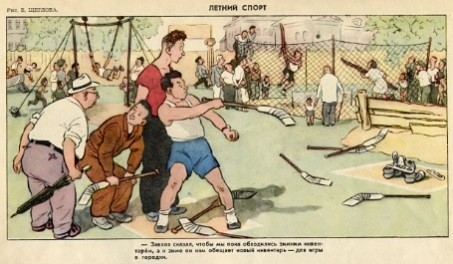 Рис. Е. ЩЕГЛОВА.
ЛЕТНИЙ СПОРТ
— Завхоз сказал, чтобы мы пока обходились зимним инвен-
тарём, а к зиме он нам обещает новый инвентарь — для игры
в городки.